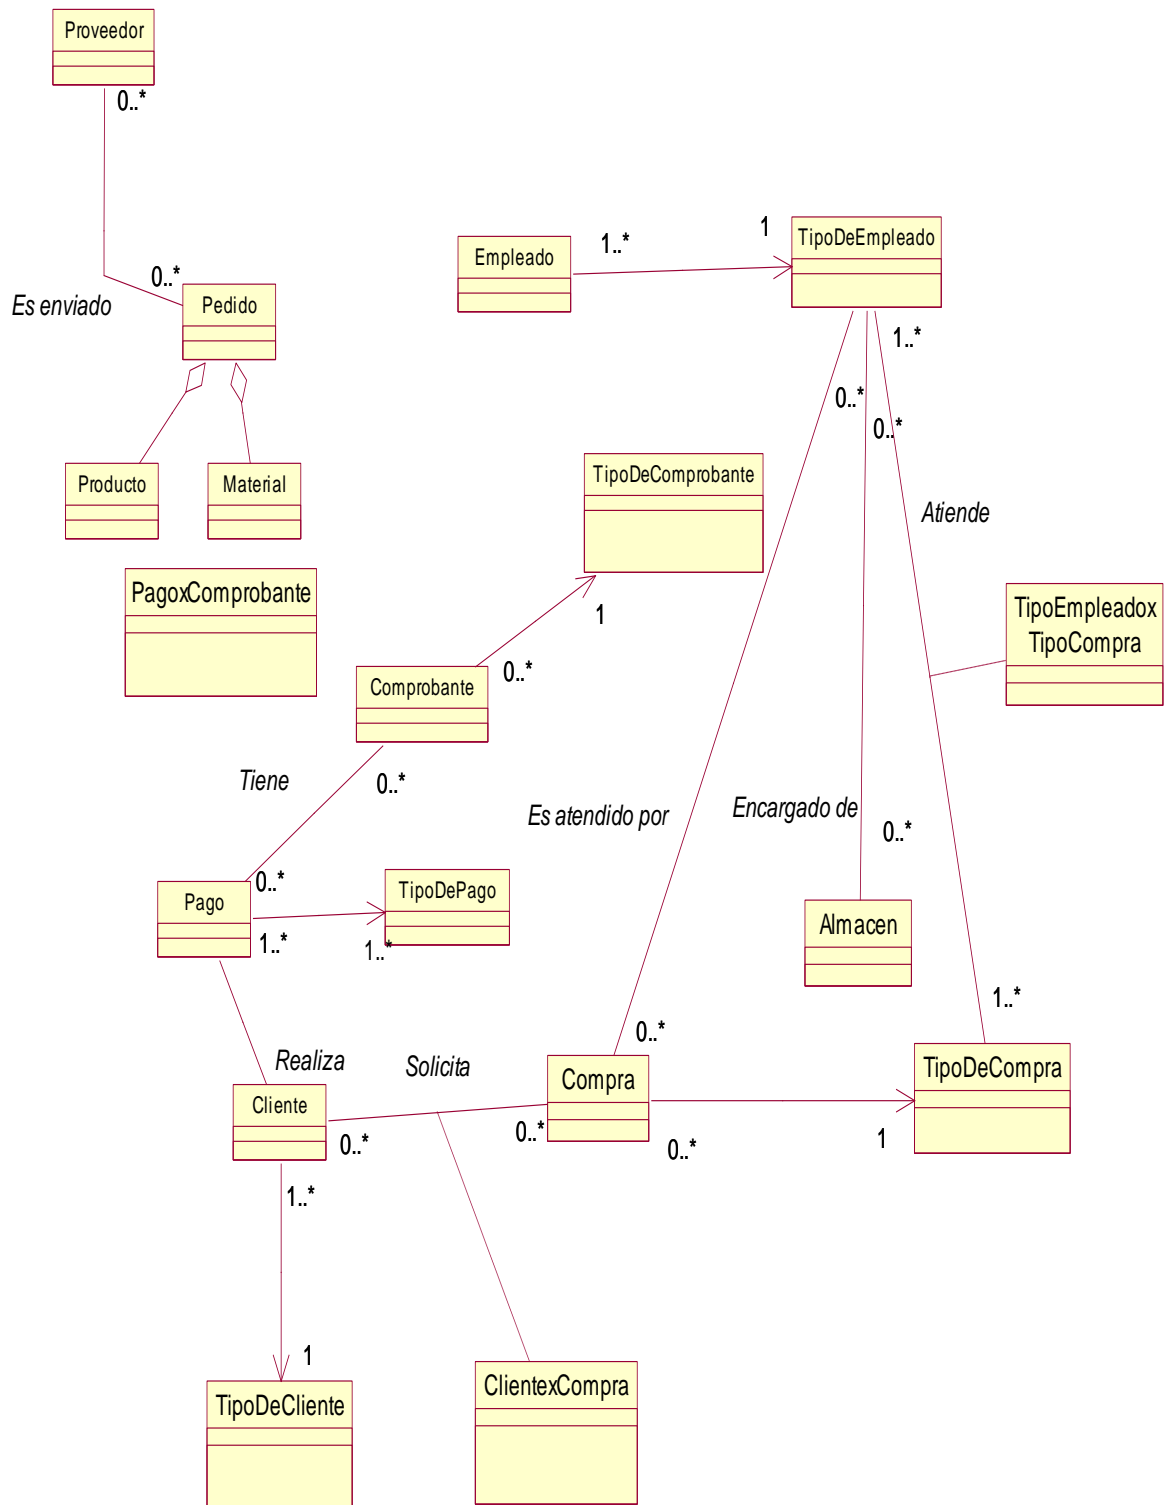 Proveedor
0..*
0..*
Es enviado
Pedido
Producto
Material
Empleado
1..*
1
TipoDeEmpleado
1..*
0..*
0..*
Atiende
TipoDeComprobante
1
PagoxComprobante
TipoEmpleadox
TipoCompra
Comprobante
0..*
0..*
Tiene
Es atendido por
Encargado de
0..*
Pago
0..*
1..*
TipoDePago
1..*
Almacen
1..*
0..*
Realiza
Solicita
Cliente
0..*
0..*
Compra
0..*
1
TipoDeCompra
1..*
1
TipoDeCliente
ClientexCompra